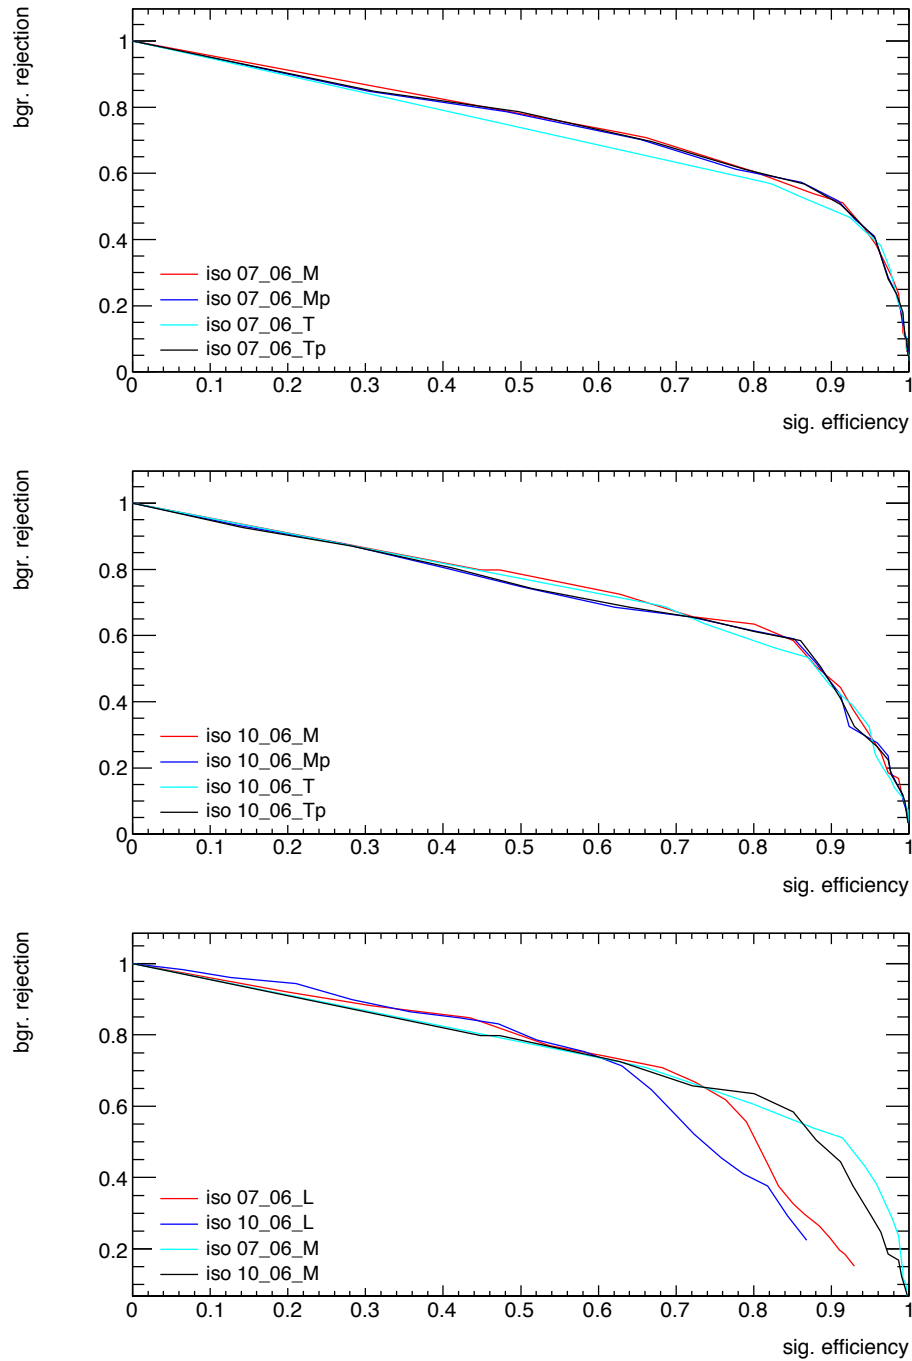 bgr. rejection
1
0.8
0.6
0.4
0.2
0
iso 07_06_M
iso 07_06_Mp
iso 07_06_T
iso 07_06_Tp
0 0.1 0.2 0.3 0.4 0.5 0.6 0.7 0.8 0.9 1
sig. efficiency
bgr. rejection
1
0.8
0.6
0.4
0.2
0
iso 10_06_M
iso 10_06_Mp
iso 10_06_T
iso 10_06_Tp
0 0.1 0.2 0.3 0.4 0.5 0.6 0.7 0.8 0.9 1
sig. efficiency
bgr. rejection
1
0.8
0.6
0.4
0.2
iso 07_06_L
iso 10_06_L
iso 07_06_M
iso 10_06_M
0 0.1 0.2 0.3 0.4 0.5 0.6 0.7 0.8 0.9 1
sig. efficiency